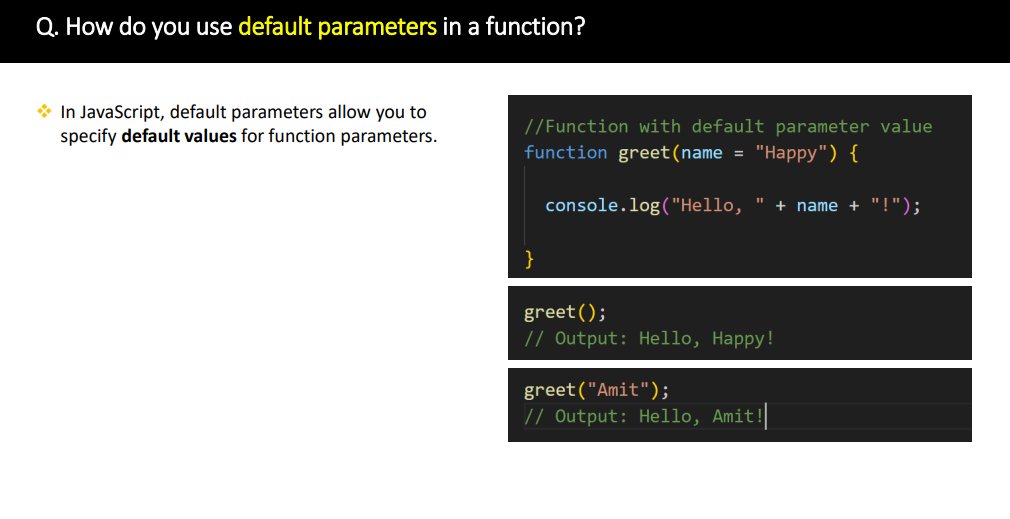 Q. How do you use default parameters in a function?
In JavaScript, default parameters allow you to
specify default values for function parameters.
//Function with default parameter value
function greet(name = "Happy") {
console.log("Hello, " + name + "!");
}
greet();
// Output: Hello, Happy!
greet("Amit");
// Output: Hello, Amit!